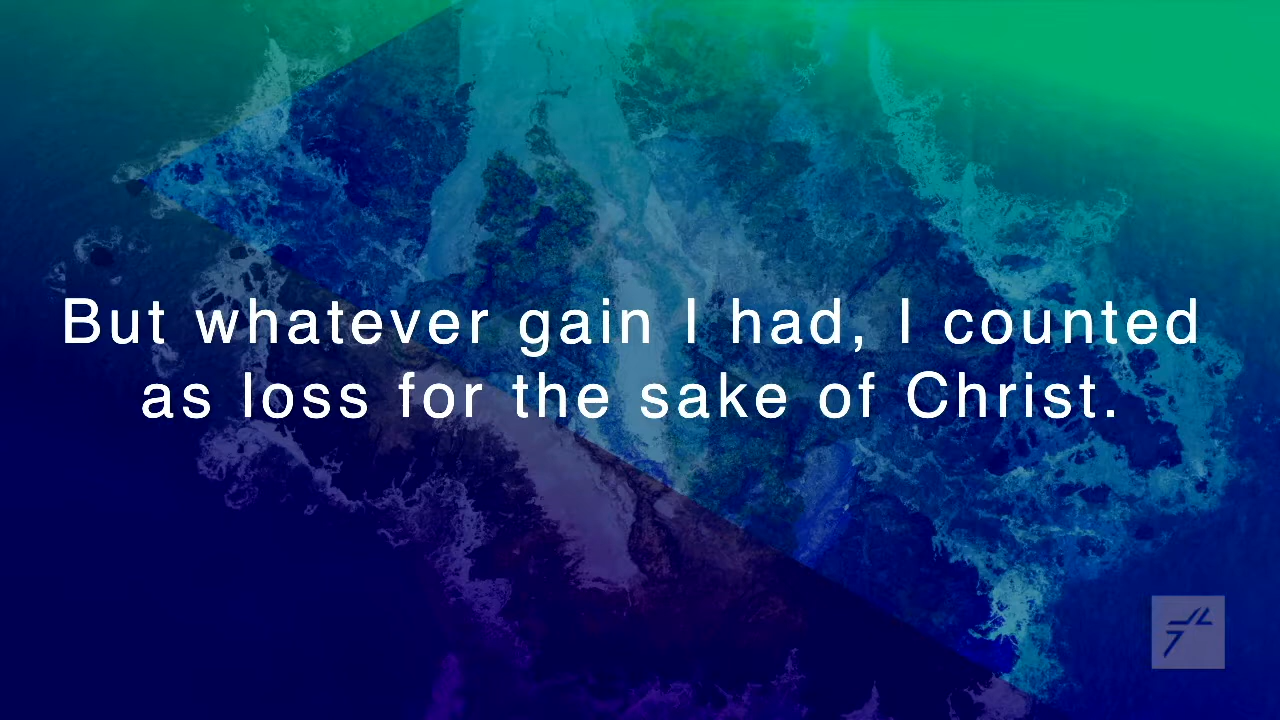 But whatever gain I had, I counted
as loss for the sake of Christ.